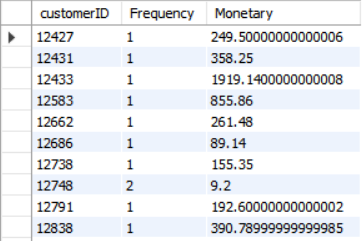 customerID Frequency Monetary
12427 1 249.50000000000006
12431 1 358.25
12433 1 1919.1400000000008
12583 1 855.86
12662 1 261.48
12686 1 89.14
12738 1 155.35
12748 2 9.2
12791 1 192.60000000000002
12838 1 390.78999999999985